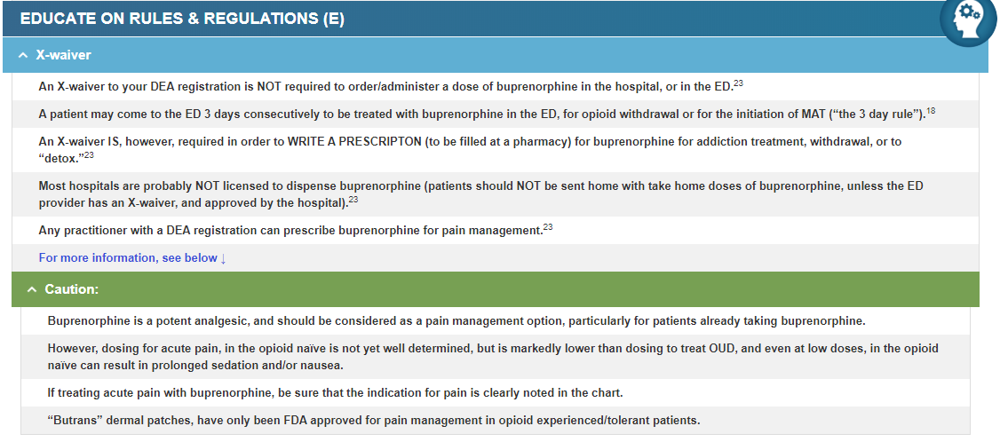 EDUCATE ON RULES & REGULATIONS (E)
X-waiver
An X-waiver to your DEA registration is NOT required to order/administer a dose of buprenorphine in the hospital, or in the ED.23
A patient may come to the ED 3 days consecutively to be treated with buprenorphine in the ED, for opioid withdrawal or for the initiation of MAT (“the 3 day rule”).18
An X-waiver IS, however, required in order to WRITE A PRESCRIPTON (to be filled at a pharmacy) for buprenorphine for addiction treatment, withdrawal, or to
“detox.”23
Most hospitals are probably NOT licensed to dispense buprenorphine (patients should NOT be sent home with take home doses of buprenorphine, unless the ED
provider has an X-waiver, and approved by the hospital).23
Any practitioner with a DEA registration can prescribe buprenorphine for pain management.23
For more information, see below ↓
Caution:
Buprenorphine is a potent analgesic, and should be considered as a pain management option, particularly for patients already taking buprenorphine.
However, dosing for acute pain, in the opioid naïve is not yet well determined, but is markedly lower than dosing to treat OUD, and even at low doses, in the opioid
naïve can result in prolonged sedation and/or nausea.
If treating acute pain with buprenorphine, be sure that the indication for pain is clearly noted in the chart.
“Butrans” dermal patches, have only been FDA approved for pain management in opioid experienced/tolerant patients.